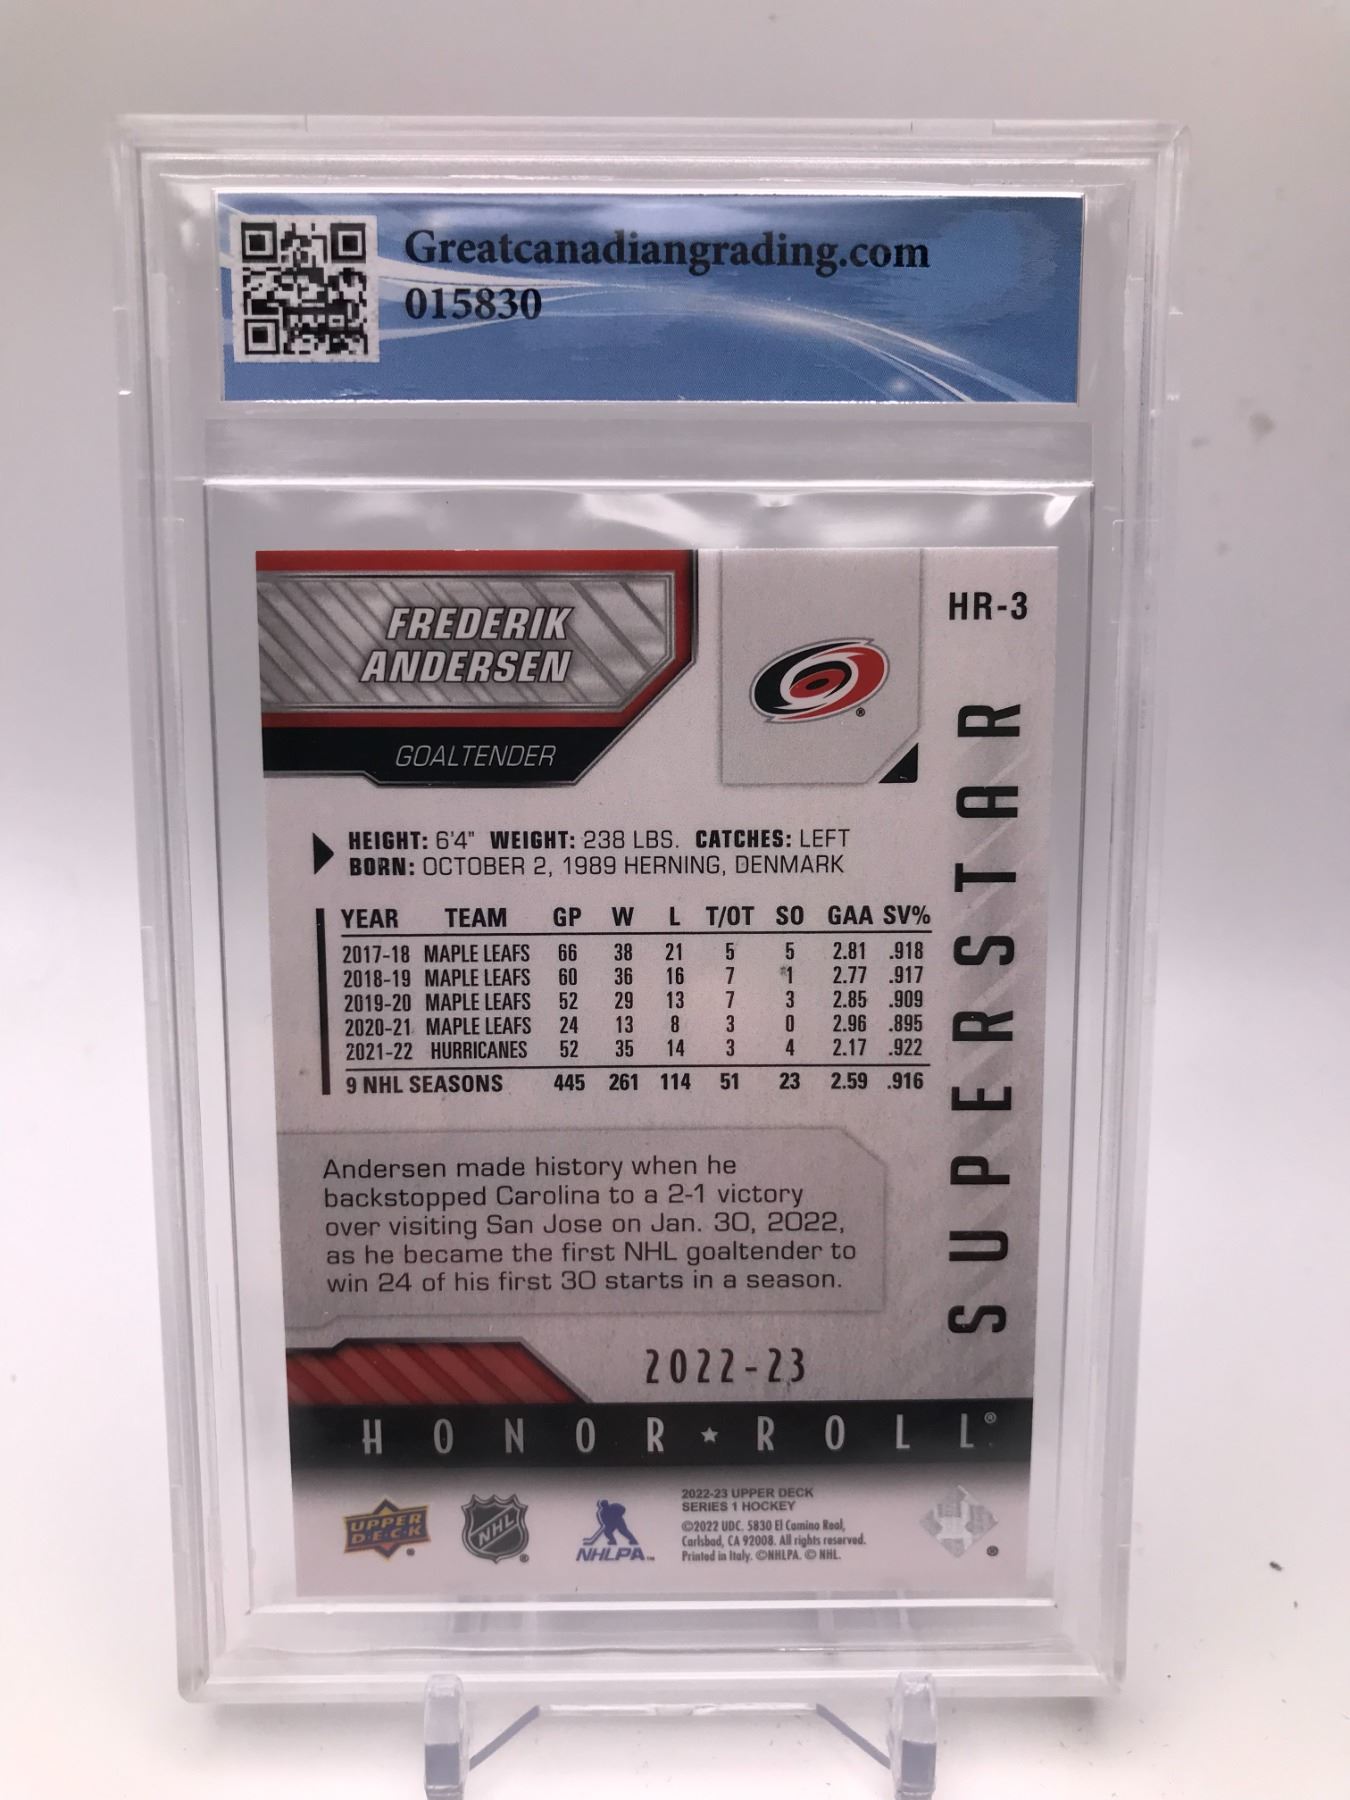 Greatcanadiangrading.com
015830
FREDERIK
ANDERSEN
GOALTENDER
HR-3
SUPERSTAR
HEIGHT: 6'4" WEIGHT: 238 LBS. CATCHES: LEFT
BORN: OCTOBER 2, 1989 HERNING, DENMARK
YEAR TEAM GP W L T/OT SO GAA SV%
2017-18 MAPLE LEAFS 66 38 21 5 5 2.81 .918
2018-19 MAPLE LEAFS 60 36 16 7 1 2.77 .917
2019-20 MAPLE LEAFS 52 29 13 7 3 2.85 .909
2020-21 MAPLE LEAFS 24 13 8 3 0 2.96 .895
2021-22 HURRICANES 52 35 14 3 4 2.17 .922
9 NHL SEASONS 445 261 114 51 23 2.59 .916
Andersen made history when he
backstopped Carolina to a 2-1 victory
over visiting San Jose on Jan. 30, 2022,
as he became the first NHL goaltender to
win 24 of his first 30 starts in a season.
2022-23
HONOR ★ ROLL®
UPPER
D·E·C·K
NHL
NHLPA
2022-23 UPPER DECK
SERIES 1 HOCKEY
©2022 UDC. 5830 El Camino Real,
Carlsbad, CA 92008. All rights reserved.
Printed in Italy. ©NHLPA. © NHL.